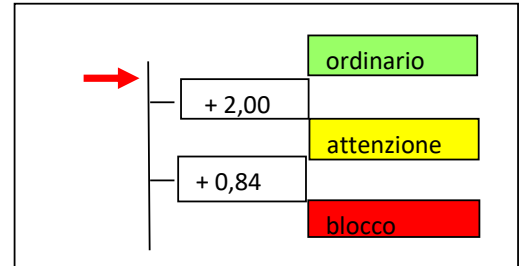 ordinario
+ 2,00
attenzione
+ 0,84
blocco